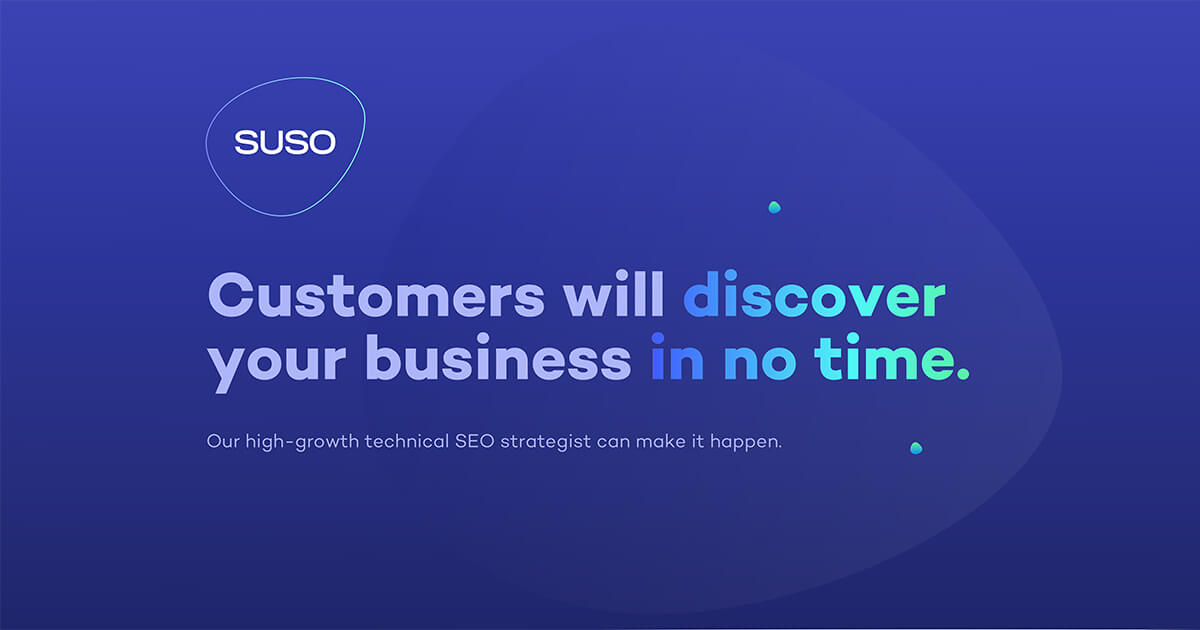 SUSO
Customers will discover
your business in no time.
Our high-growth technical SEO strategist can make it happen.